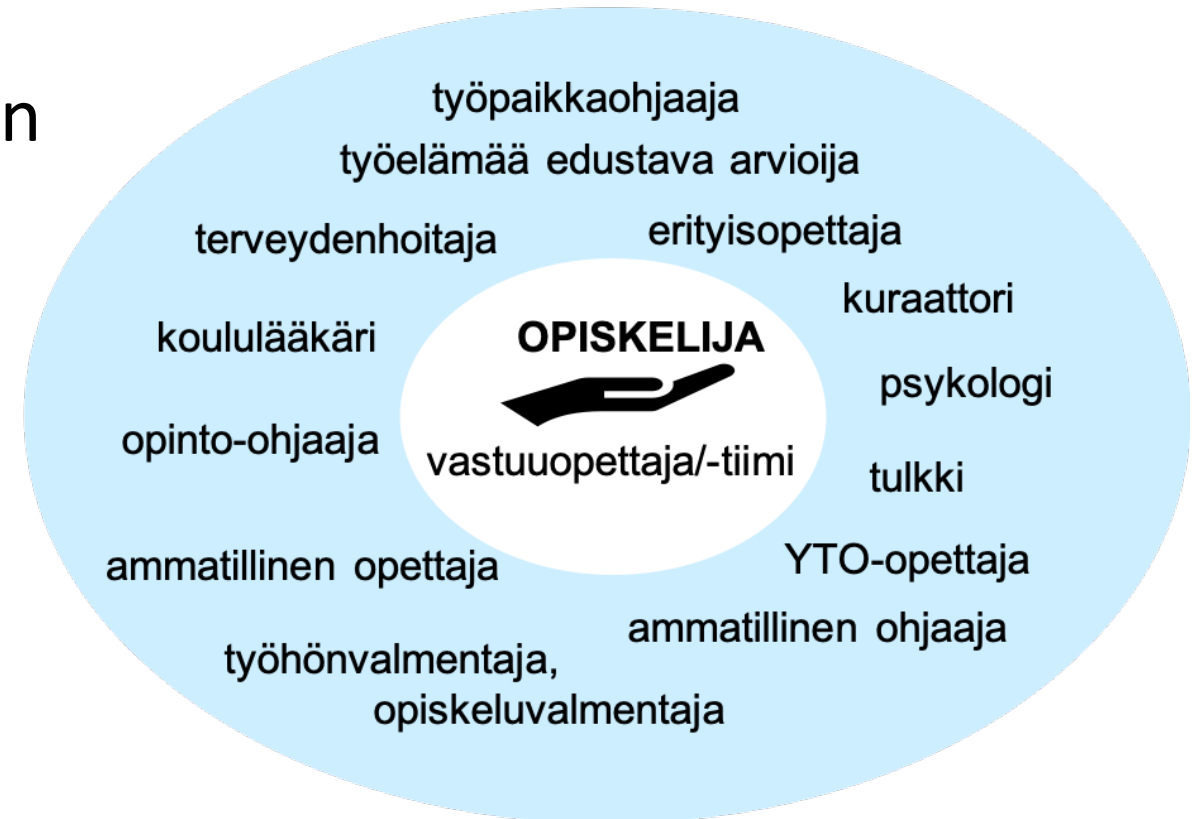 n
työpaikkaohjaaja
työelämää edustava arvioija
terveydenhoitaja
erityisopettaja
kuraattori
koululääkäri
OPISKELIJA
psykologi
opinto-ohjaaja
vastuuopettaja/-tiimi
tulkki
ammatillinen opettaja
YTO-opettaja
ammatillinen ohjaaja
työhönvalmentaja,
opiskeluvalmentaja